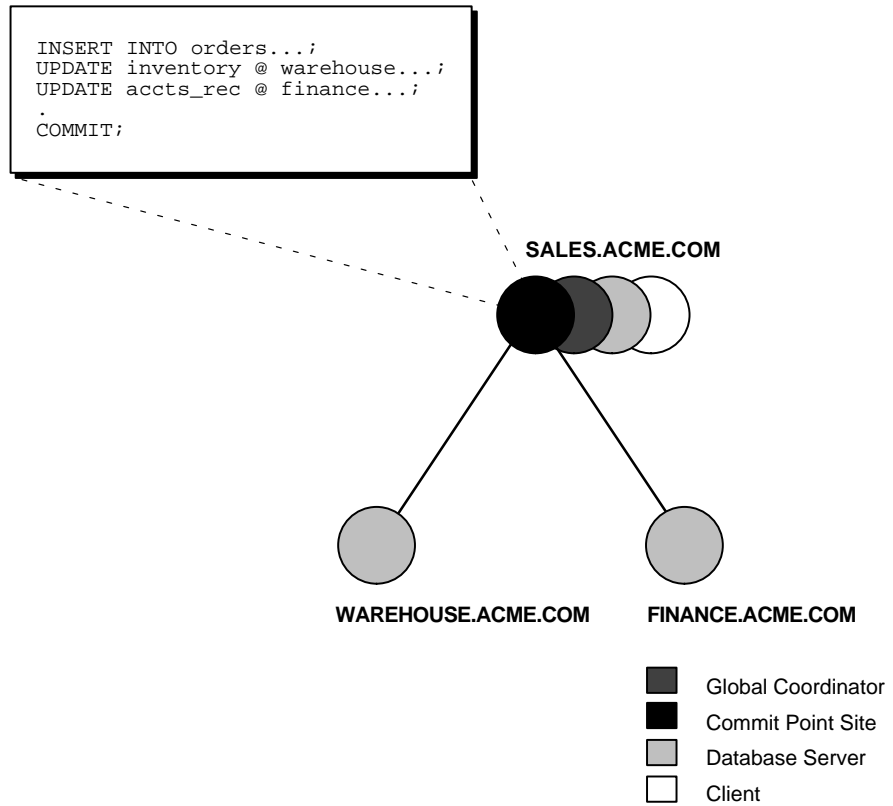 INSERT INTO orders...;
UPDATE inventory @ warehouse...;
UPDATE accts_rec @ finance...;
.
COMMIT;
SALES.ACME.COM
WAREHOUSE.ACME.COM
FINANCE.ACME.COM
Global Coordinator
Commit Point Site
Database Server
Client